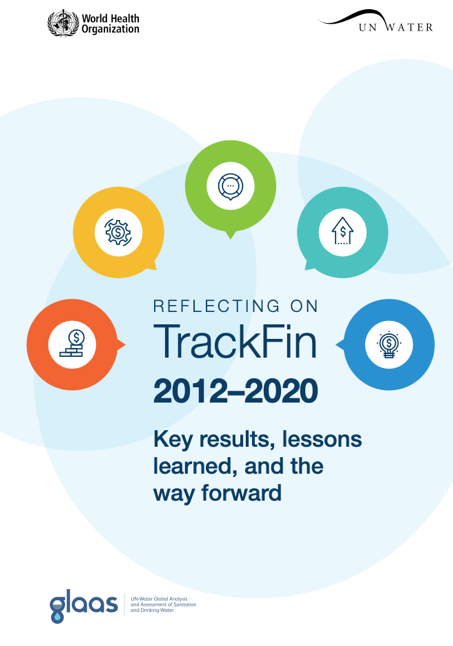 World Health
Organization
UN WATER
REFLECTING ON
TrackFin
2012–2020
Key results, lessons
learned, and the
way forward
glaas
UN-Water Global Analysis
and Assessment of Sanitation
and Drinking-Water